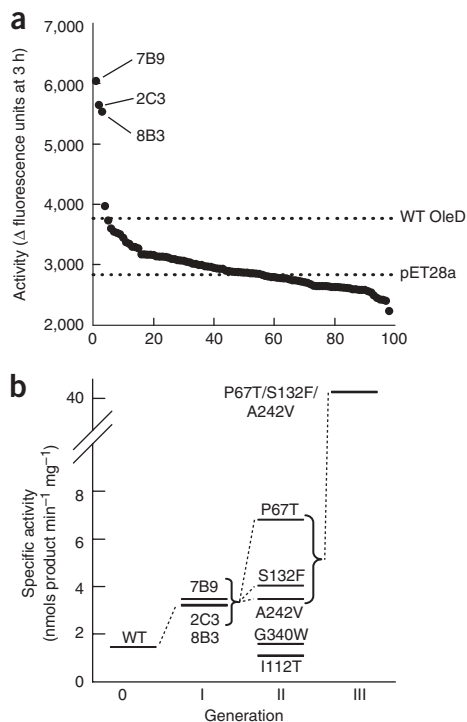 a
7,000
6,000
5,000
4,000
3,000
2,000
Activity (Δ fluorescence units at 3 h)
7B9
2C3
8B3
WT OleD
pET28a
0 20 40 60 80 100
b
40
8
6
4
2
0
Specific activity
(nmols product min−1 mg−1)
P67T/S132F/
A242V
WT
7B9
2C3
8B3
P67T
S132F
A242V
G340W
I112T
0 I II III
Generation